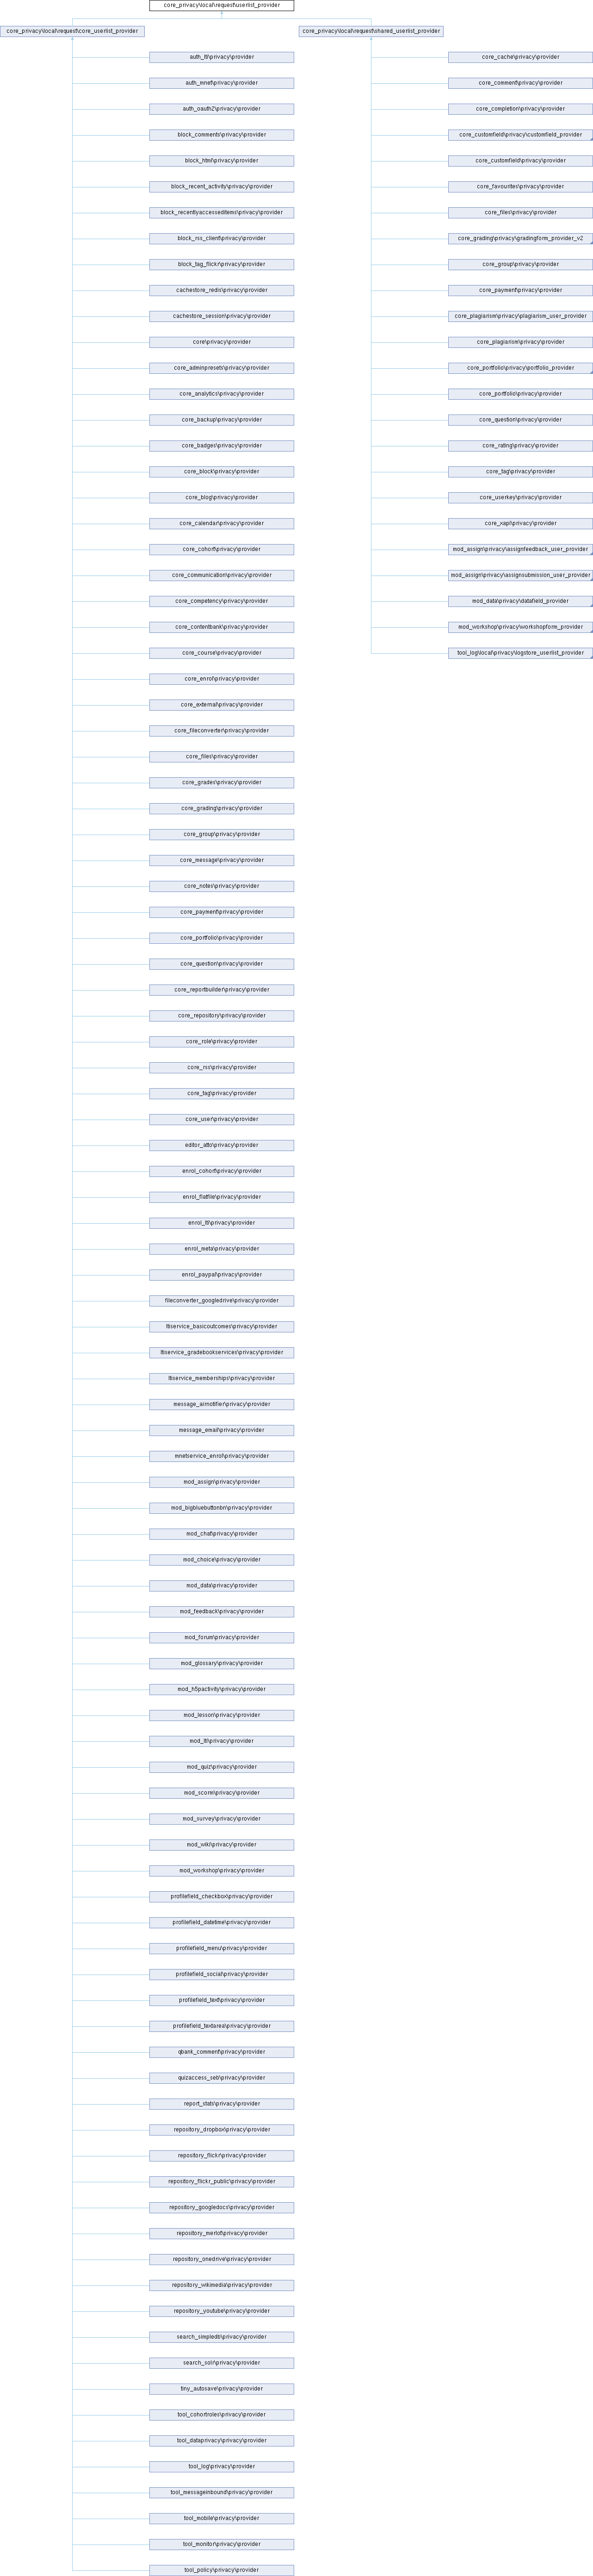 core_privacy\local\request\userlist_provider
core_privacy\local\request\core_userlist_provider
core_privacy\local\request\shared_userlist_provider
auth_lti\privacy\provider
auth_mnet\privacy\provider
auth_oauth2\privacy\provider
block_comments\privacy\provider
block_html\privacy\provider
block_recent_activity\privacy\provider
block_recentlyaccesseditems\privacy\provider
block_rss_client\privacy\provider
block_tag_flickr\privacy\provider
cachestore_redis\privacy\provider
cachestore_session\privacy\provider
core\privacy\provider
core_adminpresets\privacy\provider
core_analytics\privacy\provider
core_backup\privacy\provider
core_badges\privacy\provider
core_block\privacy\provider
core_blog\privacy\provider
core_calendar\privacy\provider
core_cohort\privacy\provider
core_communication\privacy\provider
core_competency\privacy\provider
core_contentbank\privacy\provider
core_course\privacy\provider
core_enrol\privacy\provider
core_external\privacy\provider
core_fileconverter\privacy\provider
core_files\privacy\provider
core_grades\privacy\provider
core_grading\privacy\provider
core_group\privacy\provider
core_message\privacy\provider
core_notes\privacy\provider
core_payment\privacy\provider
core_portfolio\privacy\provider
core_question\privacy\provider
core_reportbuilder\privacy\provider
core_repository\privacy\provider
core_role\privacy\provider
core_rss\privacy\provider
core_tag\privacy\provider
core_user\privacy\provider
editor_atto\privacy\provider
enrol_cohort\privacy\provider
enrol_flatfile\privacy\provider
enrol_lti\privacy\provider
enrol_meta\privacy\provider
enrol_paypal\privacy\provider
fileconverter_googledrive\privacy\provider
ltiservice_basicoutcomes\privacy\provider
ltiservice_gradebookservices\privacy\provider
ltiservice_memberships\privacy\provider
message_airnotifier\privacy\provider
message_email\privacy\provider
mnetservice_enrol\privacy\provider
mod_assign\privacy\provider
mod_bigbluebuttonbn\privacy\provider
mod_chat\privacy\provider
mod_choice\privacy\provider
mod_data\privacy\provider
mod_feedback\privacy\provider
mod_forum\privacy\provider
mod_glossary\privacy\provider
mod_h5pactivity\privacy\provider
mod_lesson\privacy\provider
mod_lti\privacy\provider
mod_quiz\privacy\provider
mod_scorm\privacy\provider
mod_survey\privacy\provider
mod_wiki\privacy\provider
mod_workshop\privacy\provider
profilefield_checkbox\privacy\provider
profilefield_datetime\privacy\provider
profilefield_menu\privacy\provider
profilefield_social\privacy\provider
profilefield_text\privacy\provider
profilefield_textarea\privacy\provider
qbank_comment\privacy\provider
quizaccess_seb\privacy\provider
report_stats\privacy\provider
repository_dropbox\privacy\provider
repository_flickr\privacy\provider
repository_flickr_public\privacy\provider
repository_googledocs\privacy\provider
repository_merlot\privacy\provider
repository_onedrive\privacy\provider
repository_wikimedia\privacy\provider
repository_youtube\privacy\provider
search_simpledb\privacy\provider
search_solr\privacy\provider
tiny_autosave\privacy\provider
tool_cohortroles\privacy\provider
tool_dataprivacy\privacy\provider
tool_log\privacy\provider
tool_messageinbound\privacy\provider
tool_mobile\privacy\provider
tool_monitor\privacy\provider
tool_policy\privacy\provider
core_cache\privacy\provider
core_comment\privacy\provider
core_completion\privacy\provider
core_customfield\privacy\customfield_provider
core_customfield\privacy\provider
core_favourites\privacy\provider
core_files\privacy\provider
core_grading\privacy\gradingform_provider_v2
core_group\privacy\provider
core_payment\privacy\provider
core_plagiarism\privacy\plagiarism_user_provider
core_plagiarism\privacy\provider
core_portfolio\privacy\portfolio_provider
core_portfolio\privacy\provider
core_question\privacy\provider
core_rating\privacy\provider
core_tag\privacy\provider
core_userkey\privacy\provider
core_xapi\privacy\provider
mod_assign\privacy\assignfeedback_user_provider
mod_assign\privacy\assignsubmission_user_provider
mod_data\privacy\datafield_provider
mod_workshop\privacy\workshopform_provider
tool_log\local\privacy\logstore_userlist_provider